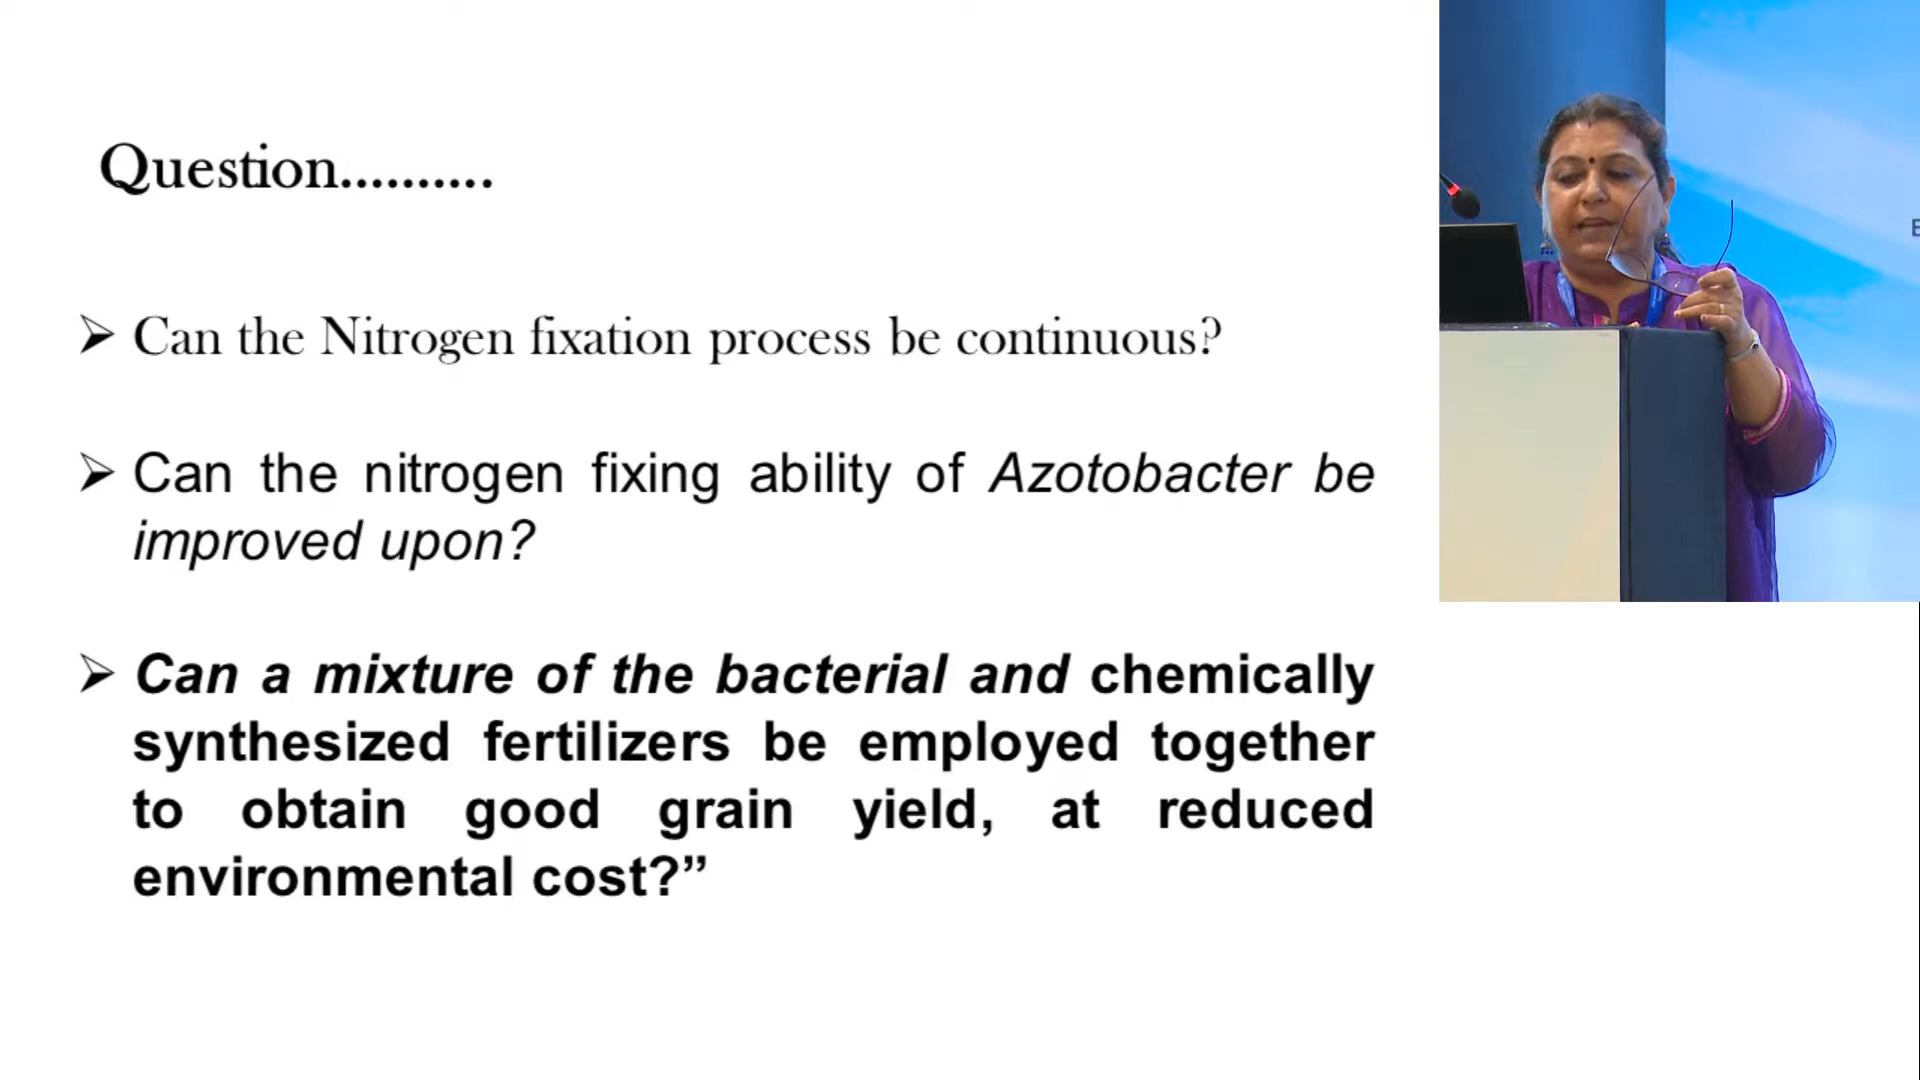 Question..........
➢ Can the Nitrogen fixation process be continuous?
➢ Can the nitrogen fixing ability of Azotobacter be
improved upon?
➢ Can a mixture of the bacterial and chemically
synthesized fertilizers be employed together
to obtain good grain yield, at reduced
environmental cost?”
E